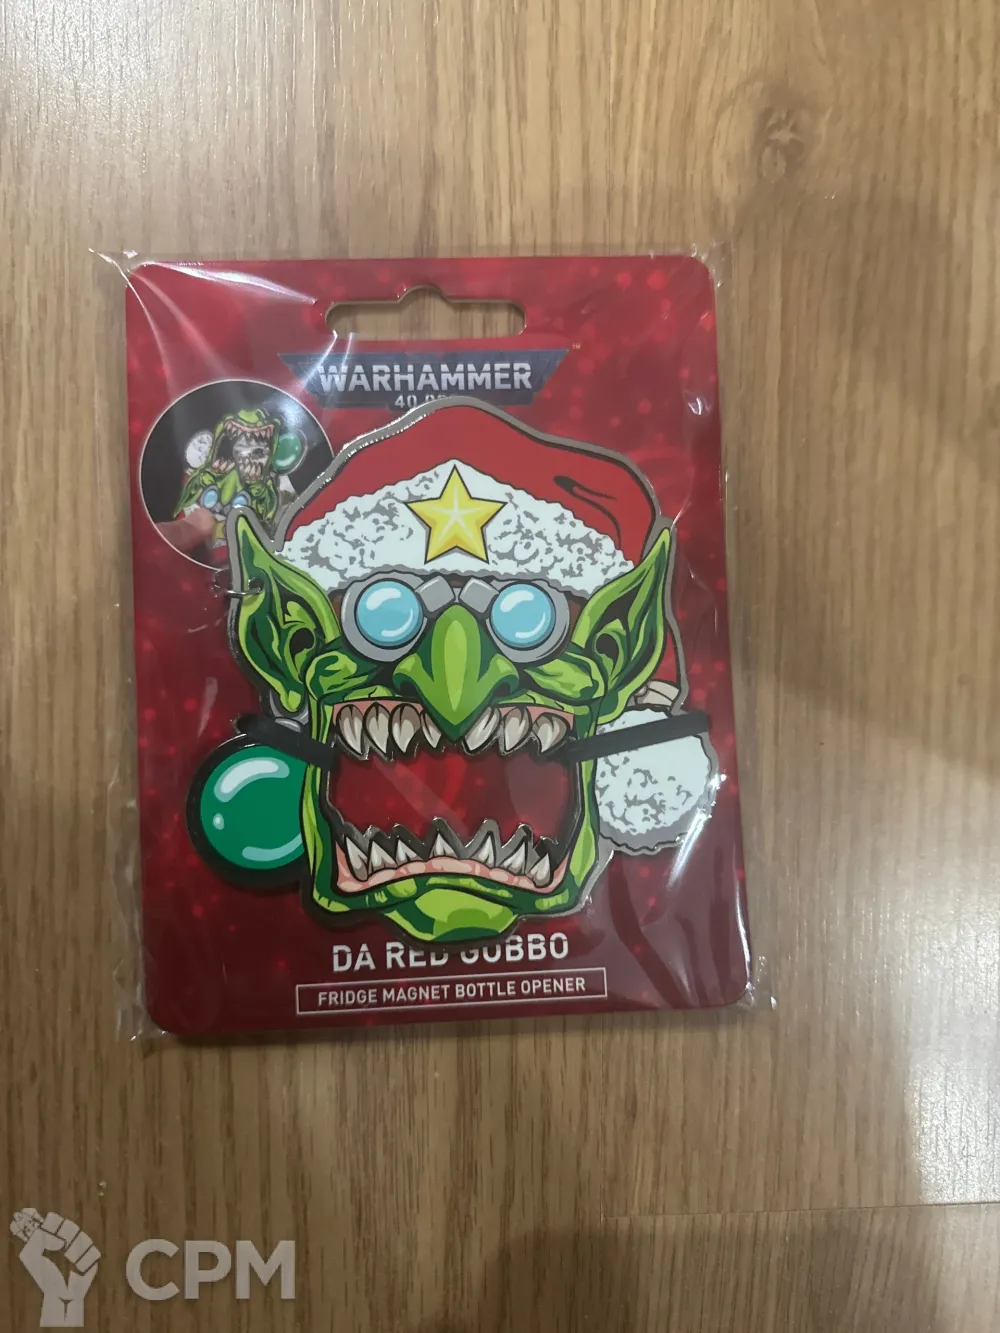 WARHAMMER
DA RED GOBBO
FRIDGE MAGNET BOTTLE OPENER
CPM